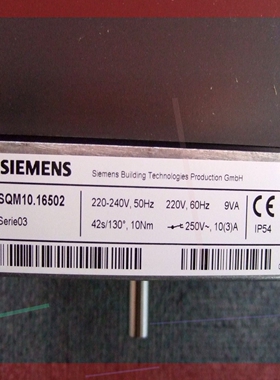 SIEMENS Siemens Building Technologies Production GmbH
SQM10.16502 220-240V, 50Hz 220V, 60Hz 9VA CE
Serie03 42s/130°, 10Nm 250V~, 10(3)A IP54